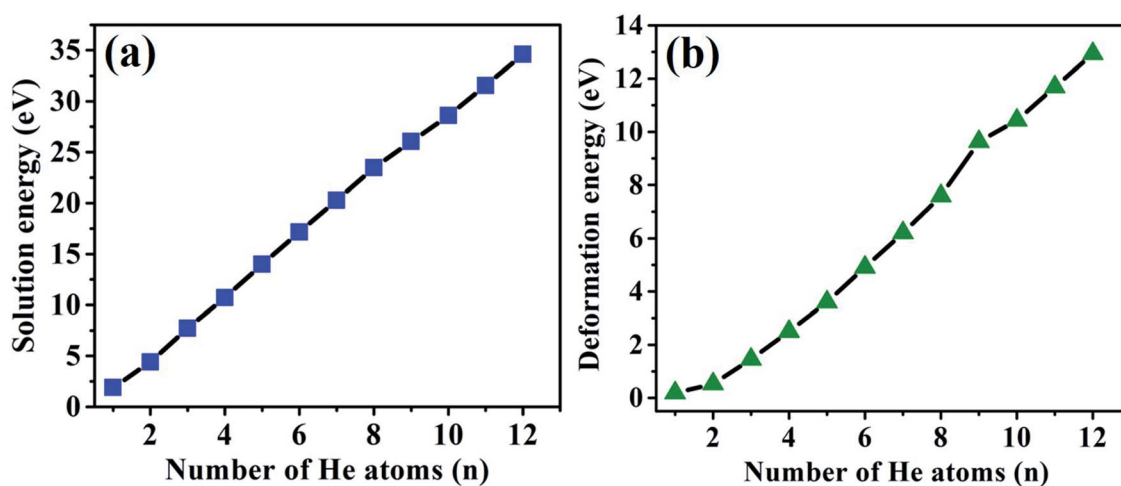 (a)
Solution energy (eV)
35
30
25
20
15
10
5
0
2 4 6 8 10 12
Number of He atoms (n)
(b)
Deformation energy (eV)
14
12
10
8
6
4
2
0
2 4 6 8 10 12
Number of He atoms (n)